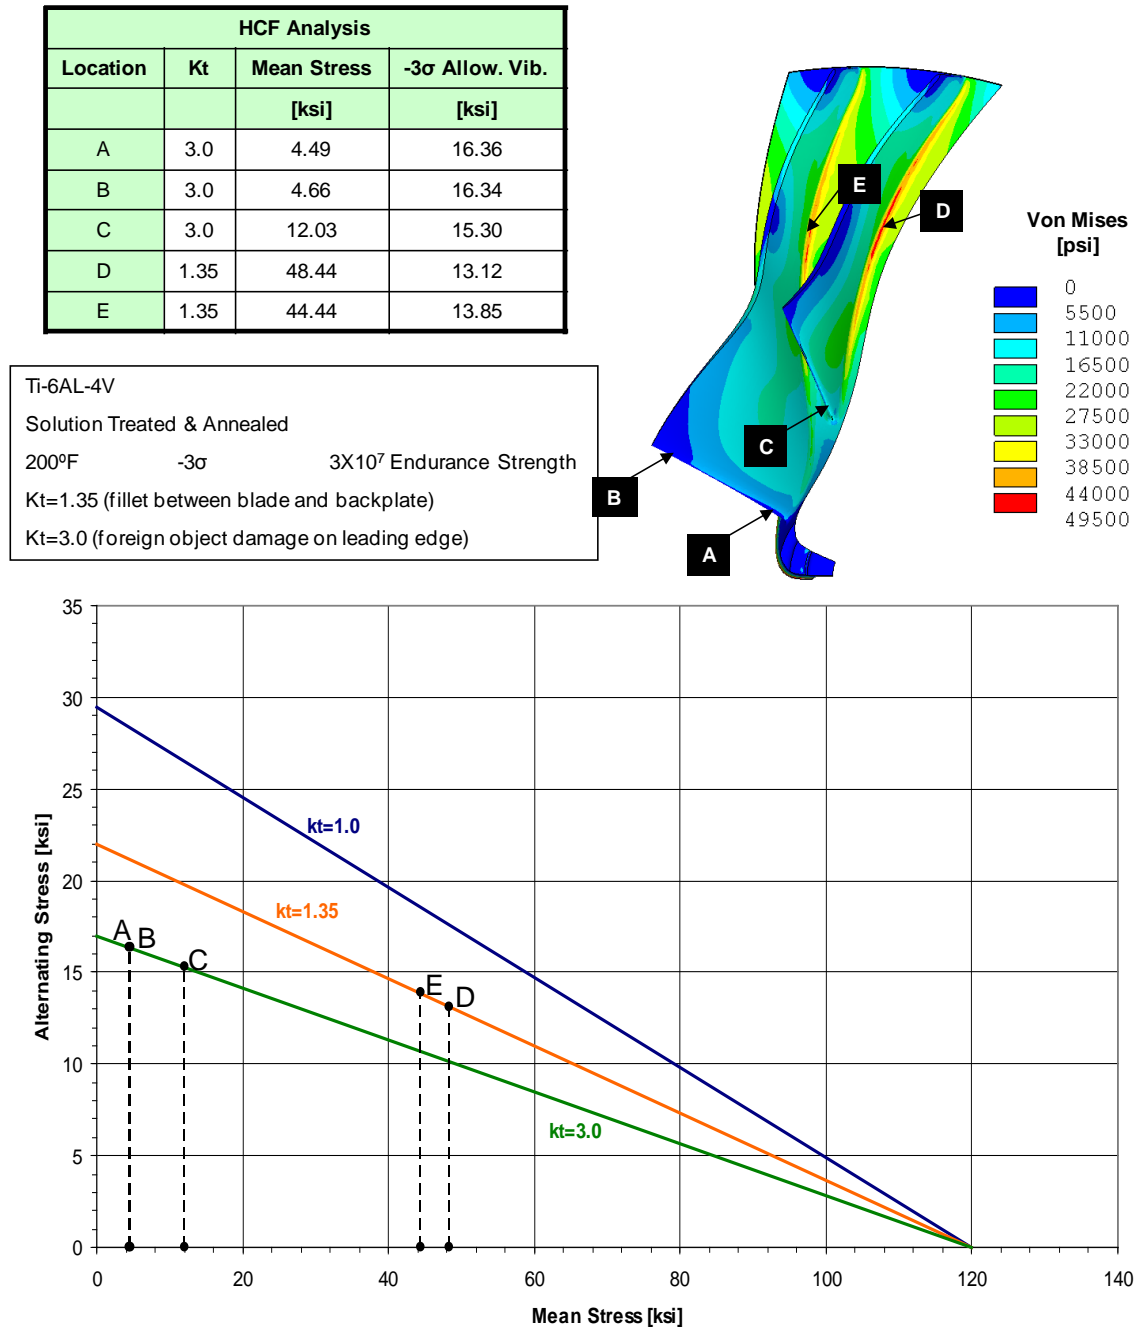 HCF Analysis
Location Kt Mean Stress -3σ Allow. Vib.
[ksi] [ksi]
A 3.0 4.49 16.36
B 3.0 4.66 16.34
C 3.0 12.03 15.30
D 1.35 48.44 13.12
E 1.35 44.44 13.85
Ti-6AL-4V
Solution Treated & Annealed
200ºF -3σ 3X10⁷ Endurance Strength
Kt=1.35 (fillet between blade and backplate)
Kt=3.0 (foreign object damage on leading edge)
E
D
C
B
A
Von Mises
[psi]
0
5500
11000
16500
22000
27500
33000
38500
44000
49500
35
30
25
20
15
10
5
0
Alternating Stress [ksi]
kt=1.0
kt=1.35
kt=3.0
A B
C
E
D
0 20 40 60 80 100 120 140
Mean Stress [ksi]